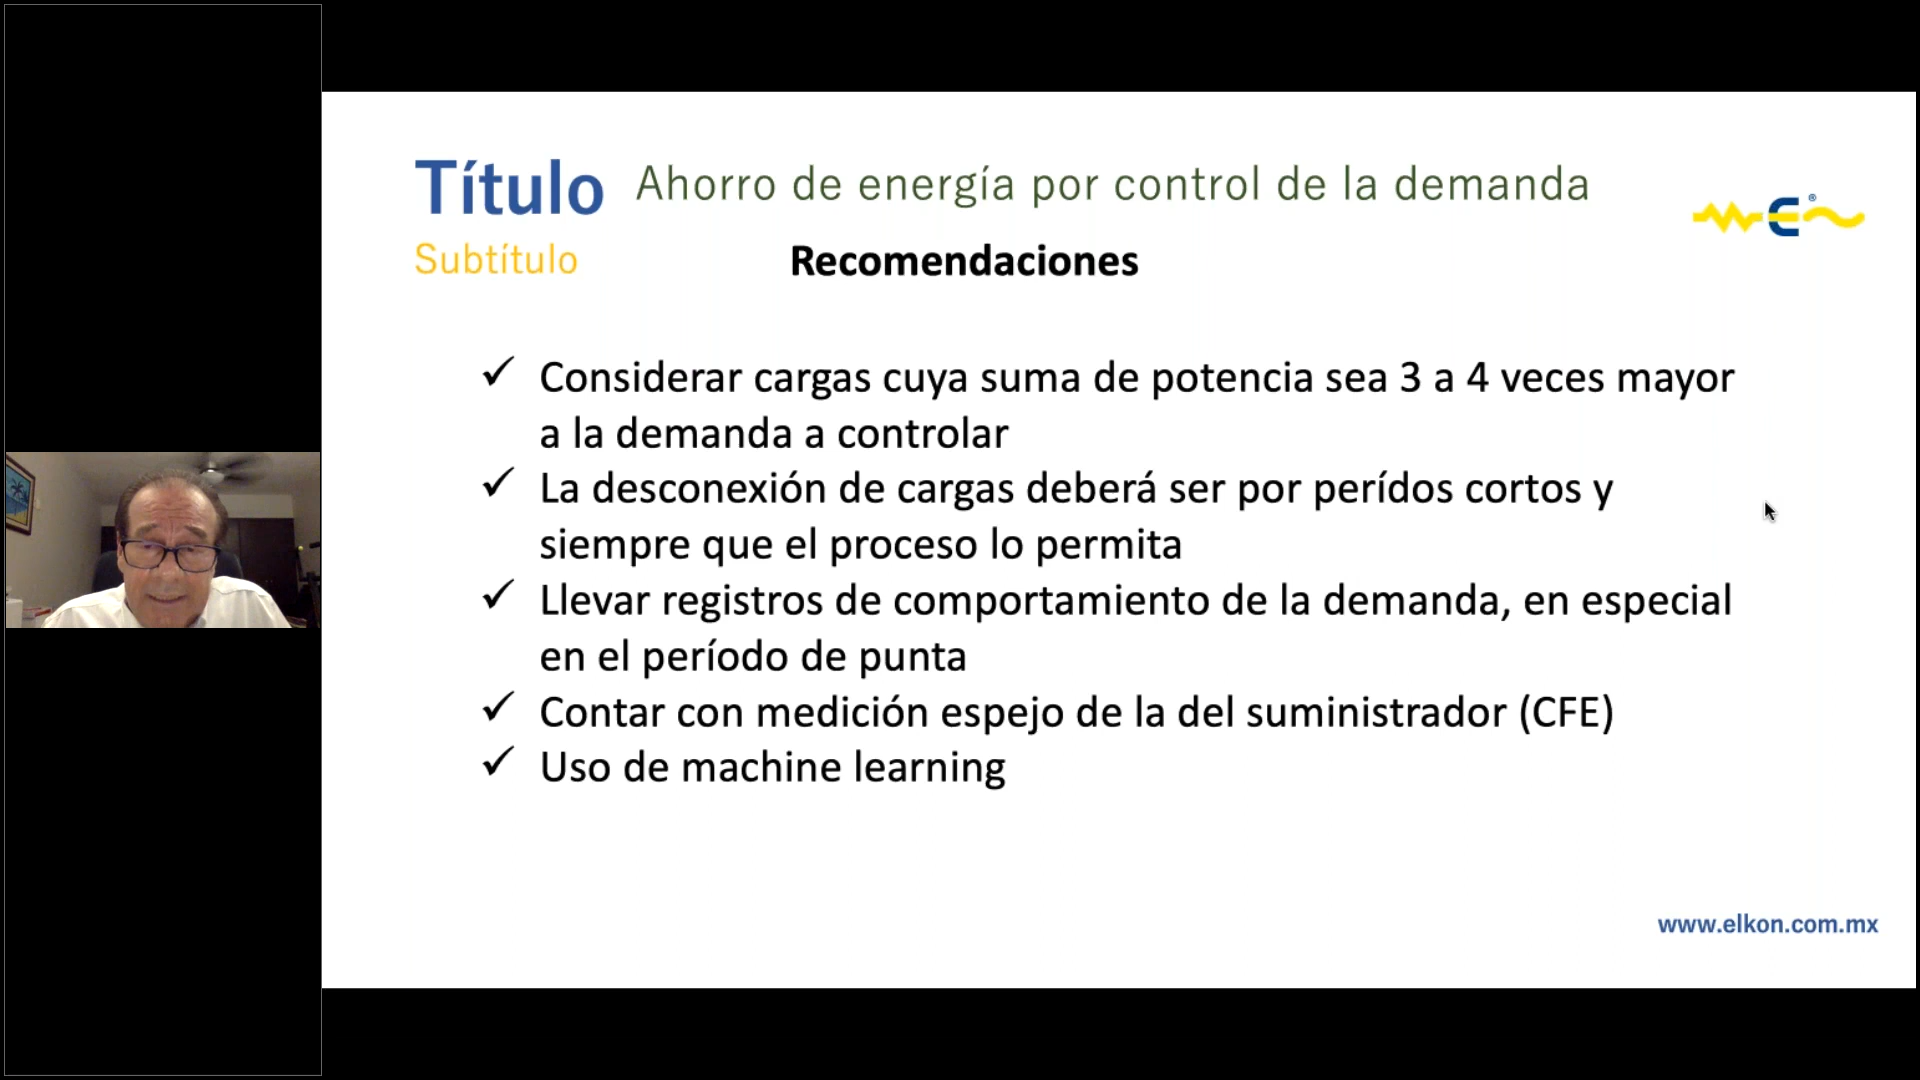 Título Ahorro de energía por control de la demanda
Subtítulo Recomendaciones
Considerar cargas cuya suma de potencia sea 3 a 4 veces mayor
a la demanda a controlar
La desconexión de cargas deberá ser por perídos cortos y
siempre que el proceso lo permita
Llevar registros de comportamiento de la demanda, en especial
en el período de punta
Contar con medición espejo de la del suministrador (CFE)
Uso de machine learning
E®
www.elkon.com.mx